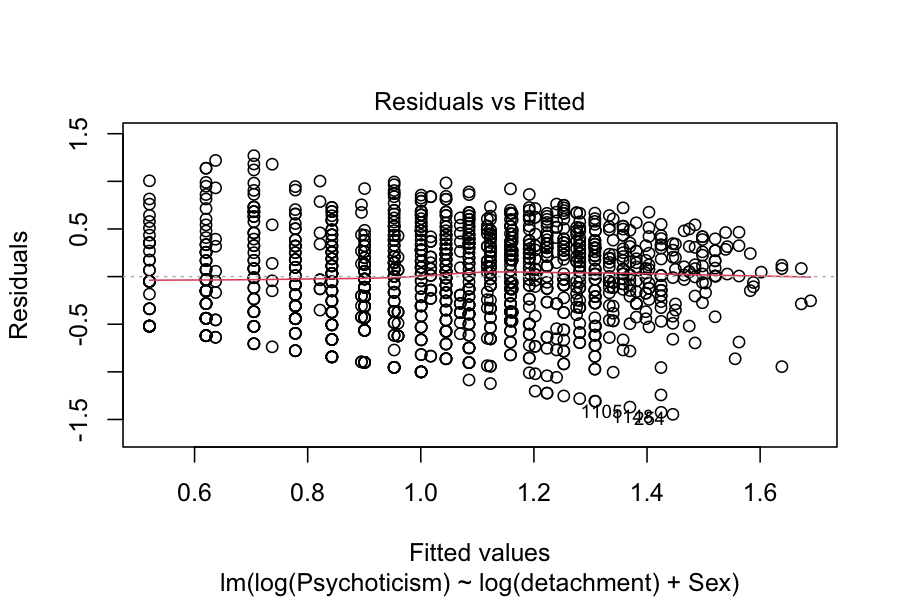 Residuals vs Fitted
Residuals
1.5
0.5
-0.5
-1.5
1105
284
0.6 0.8 1.0 1.2 1.4 1.6
Fitted values
lm(log(Psychoticism) ~ log(detachment) + Sex)